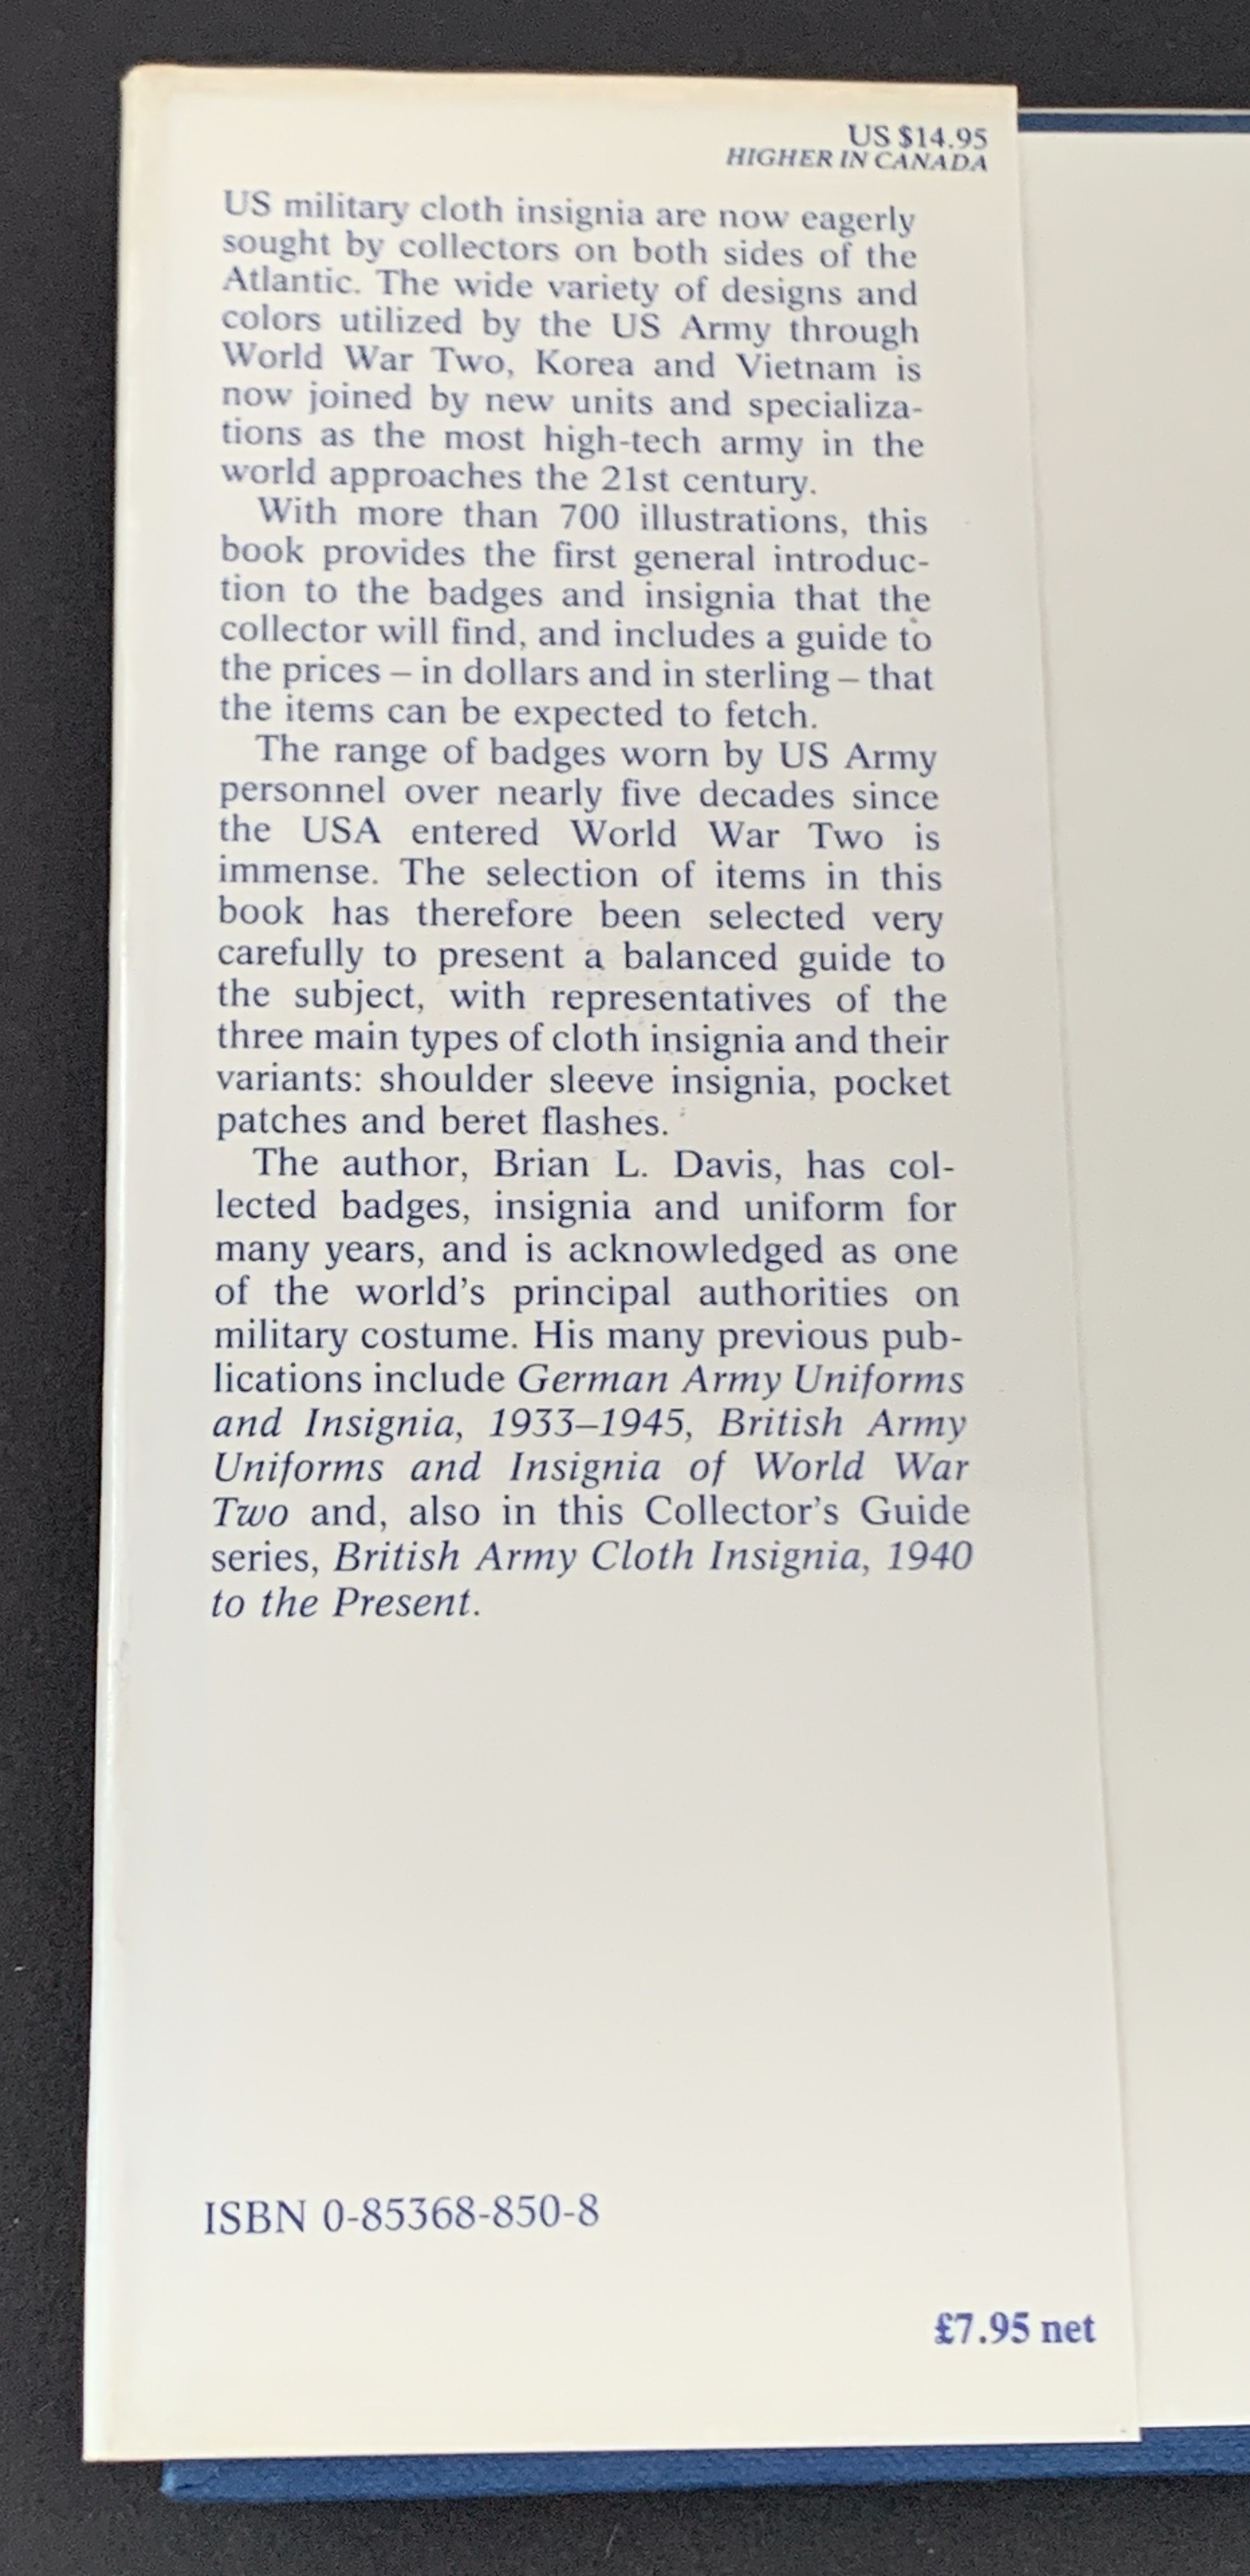 US $14.95
HIGHER IN CANADA
US military cloth insignia are now eagerly
sought by collectors on both sides of the
Atlantic. The wide variety of designs and
colors utilized by the US Army through
World War Two, Korea and Vietnam is
now joined by new units and specializa-
tions as the most high-tech army in the
world approaches the 21st century.
With more than 700 illustrations, this
book provides the first general introduc-
tion to the badges and insignia that the
collector will find, and includes a guide to
the prices – in dollars and in sterling – that
the items can be expected to fetch.
The range of badges worn by US Army
personnel over nearly five decades since
the USA entered World War Two is
immense. The selection of items in this
book has therefore been selected very
carefully to present a balanced guide to
the subject, with representatives of the
three main types of cloth insignia and their
variants: shoulder sleeve insignia, pocket
patches and beret flashes.
The author, Brian L. Davis, has col-
lected badges, insignia and uniform for
many years, and is acknowledged as one
of the world's principal authorities on
military costume. His many previous pub-
lications include German Army Uniforms
and Insignia, 1933–1945, British Army
Uniforms and Insignia of World War
Two and, also in this Collector's Guide
series, British Army Cloth Insignia, 1940
to the Present.
ISBN 0-85368-850-8
£7.95 net